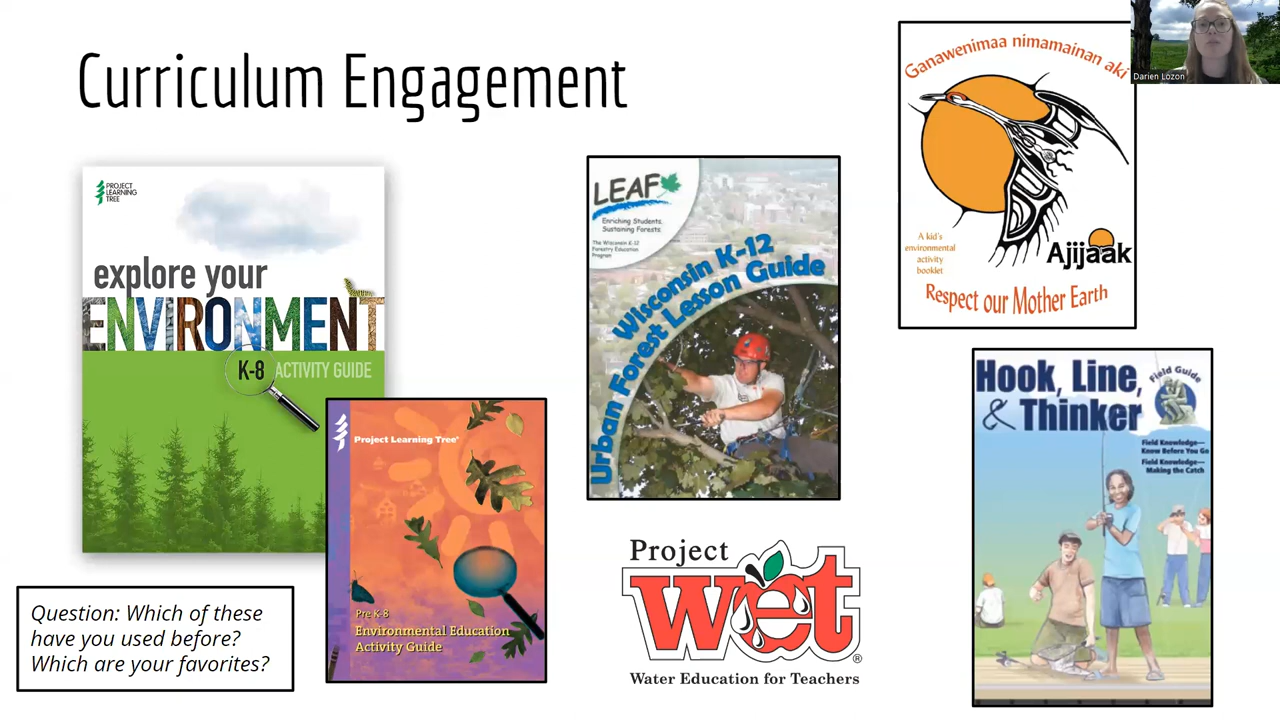 Curriculum Engagement
PROJECT
LEARNING
TREE
explore your
ENVIRONMENT
K-8 ACTIVITY GUIDE
Project Learning Tree®
Pre K-8
Environmental Education
Activity Guide
Question: Which of these
have you used before?
Which are your favorites?
LEAF
Enriching Students,
Sustaining Forests.
The Wisconsin K-12
Forestry Education
Program
Wisconsin K-12
Urban Forest Lesson Guide
Project
wet®
Water Education for Teachers
Ganawenimaa nimamainan aki
A kid's
environmental
activity
booklet
Ajijaak
Respect our Mother Earth
Darien Lozon
Hook, Line,
& Thinker
Field Guide
Field Knowledge—
Know Before You Go
Field Knowledge—
Making the Catch